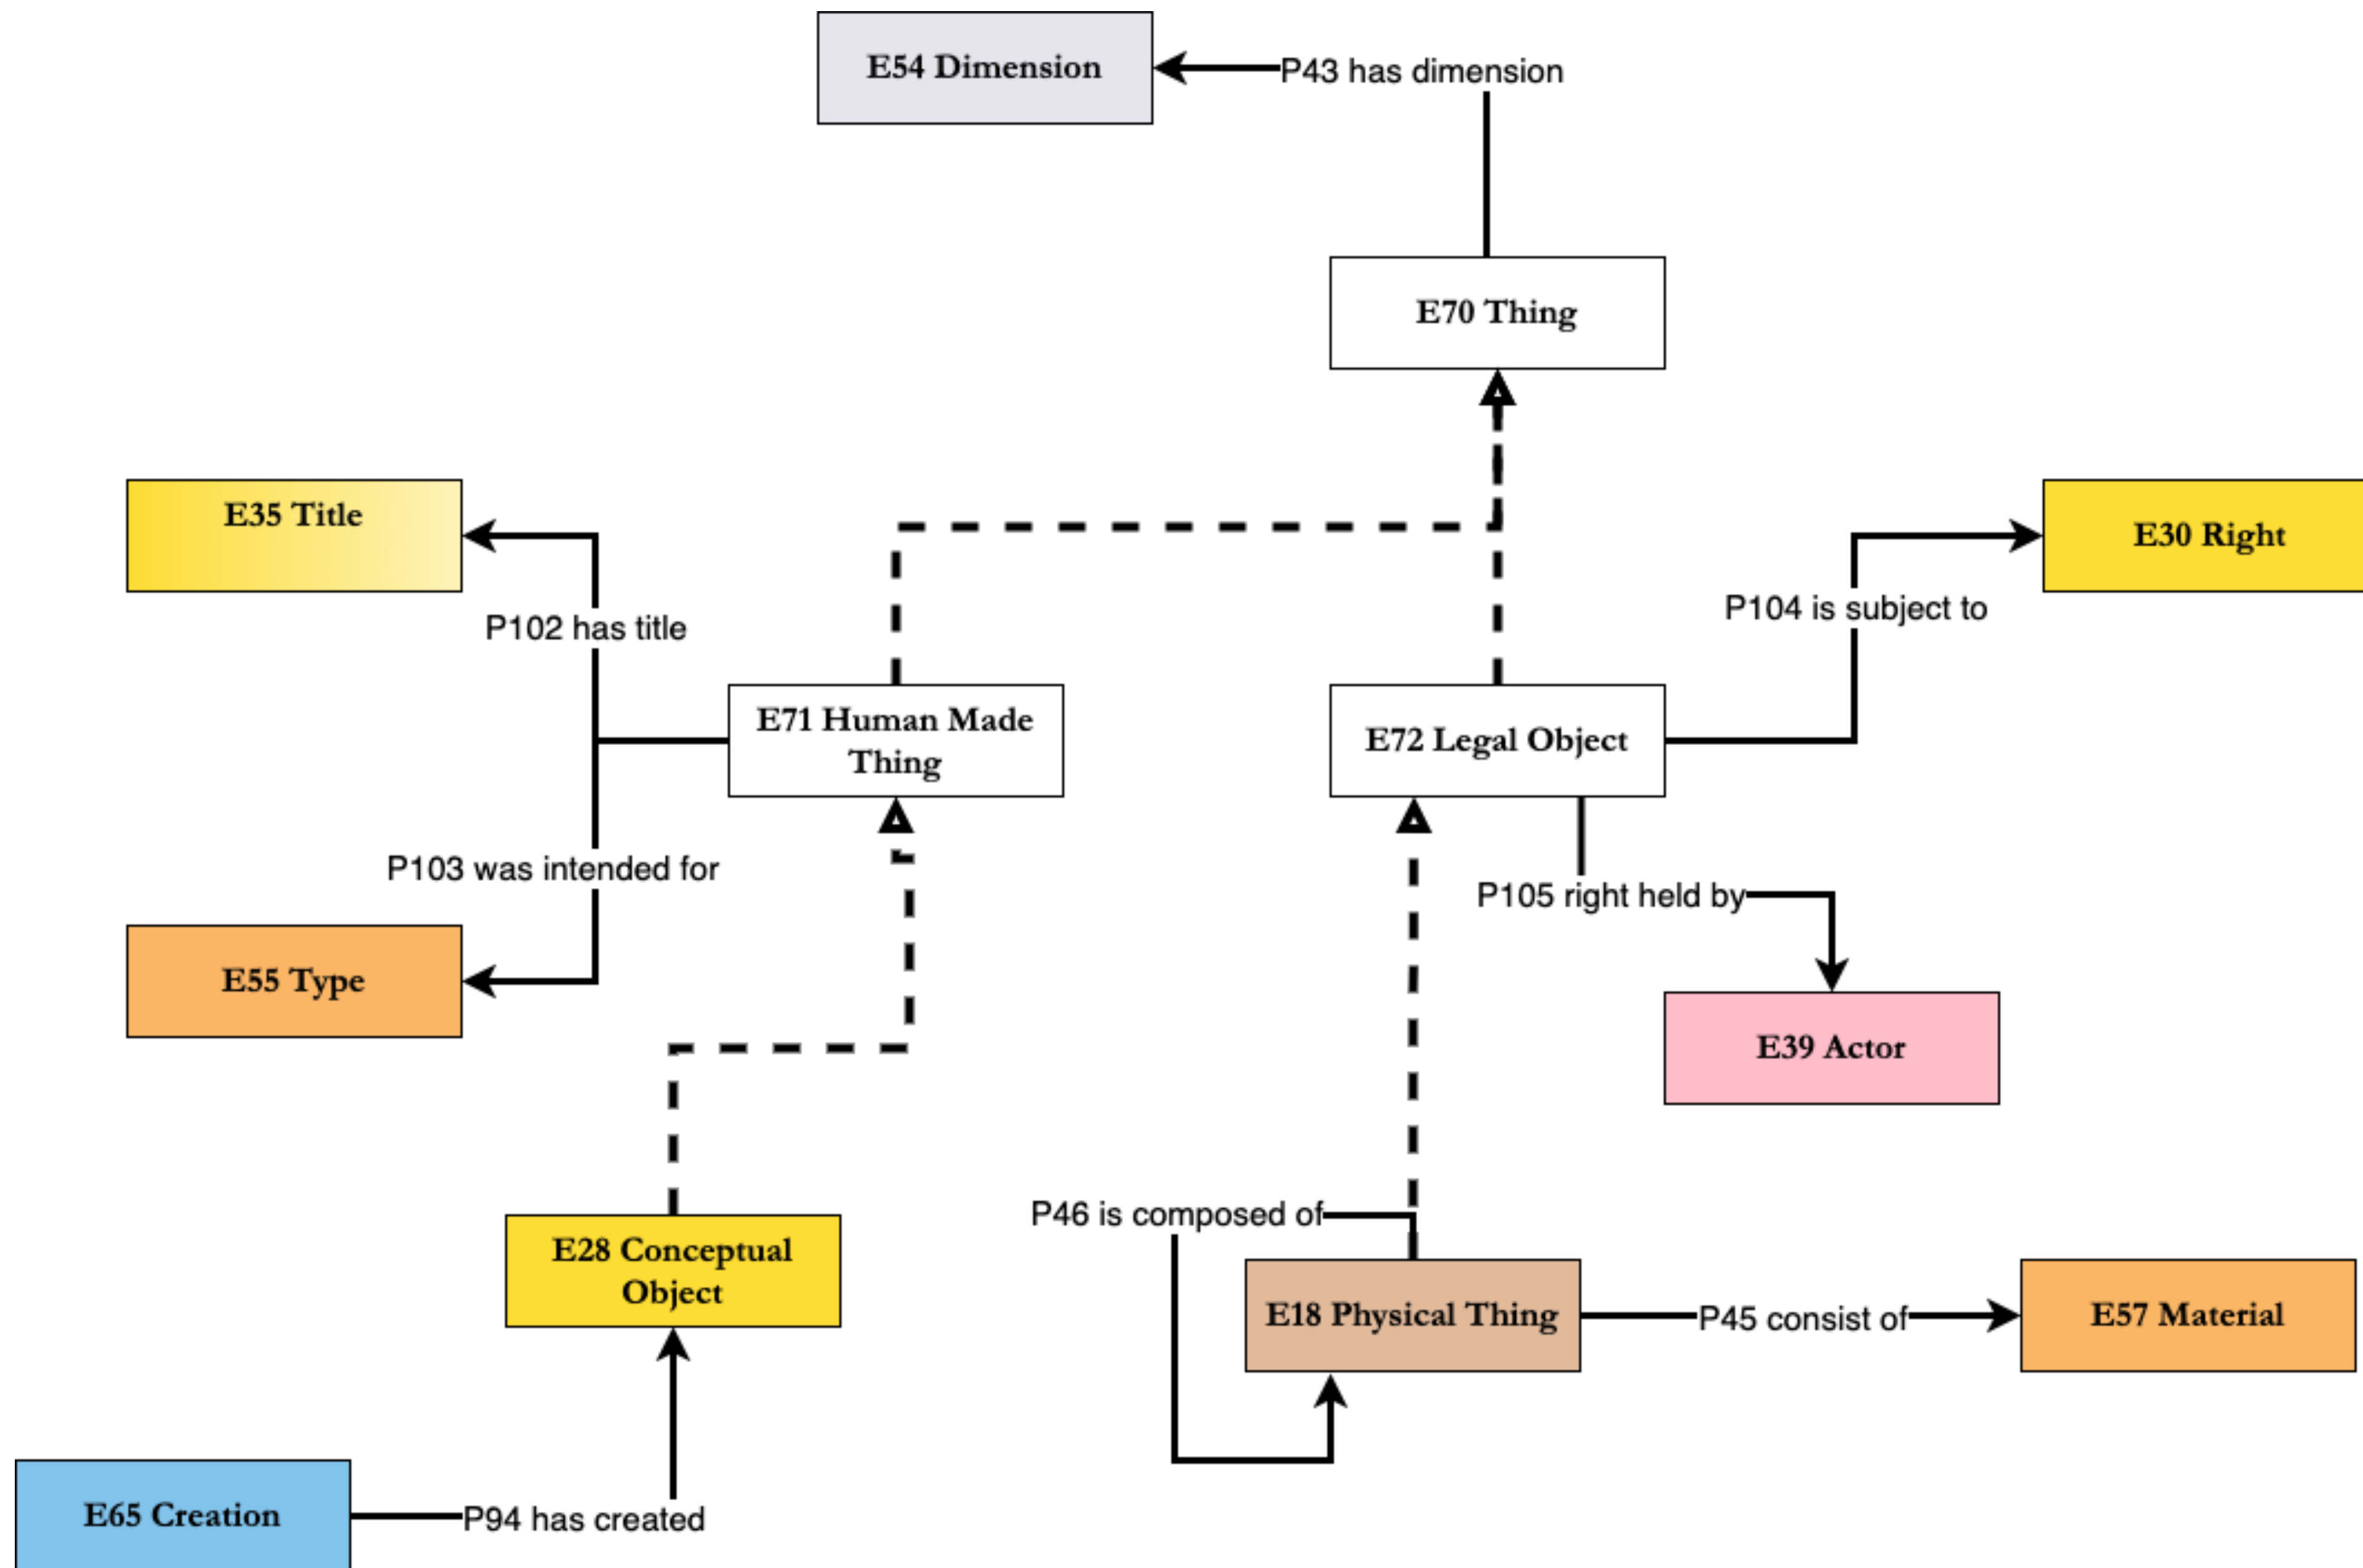 E54 Dimension
P43 has dimension
E70 Thing
E35 Title
E30 Right
P104 is subject to
P102 has title
E71 Human Made
Thing
E72 Legal Object
P103 was intended for
P105 right held by
E55 Type
E39 Actor
P46 is composed of
E28 Conceptual
Object
E18 Physical Thing
P45 consist of
E57 Material
E65 Creation
P94 has created